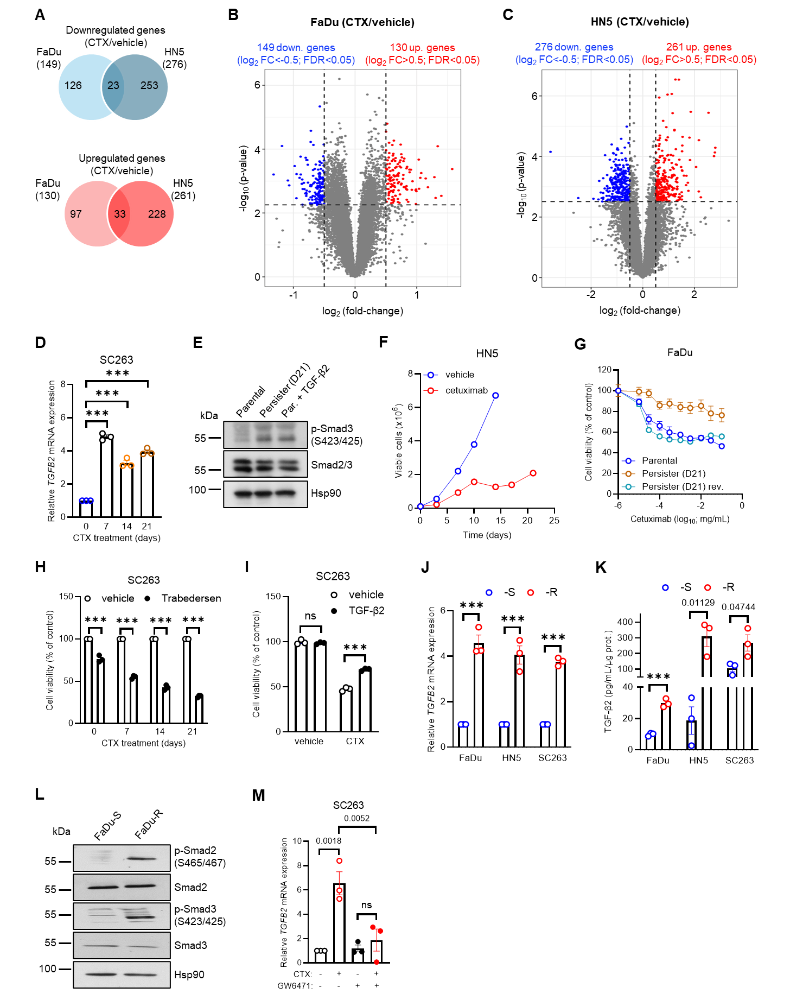 A
Downregulated genes
(CTX/vehicle)
FaDu
(149)
HN5
(276)
126
23
253
Upregulated genes
(CTX/vehicle)
FaDu
(130)
HN5
(261)
97
33
228
B
FaDu (CTX/vehicle)
149 down. genes
(log2 FC<-0.5; FDR<0.05)
130 up. genes
(log2 FC>0.5; FDR<0.05)
-log10 (p-value)
6
4
2
0
-1
0
1
log2 (fold-change)
C
HN5 (CTX/vehicle)
276 down. genes
(log2 FC<-0.5; FDR<0.05)
261 up. genes
(log2 FC>0.5; FDR<0.05)
-log10 (p-value)
6
4
2
0
-2
0
2
log2 (fold-change)
D
SC263
***
***
***
Relative TGFB2 mRNA expression
8
6
4
2
0
0
7
14
21
CTX treatment (days)
E
Parental
Persister (D21)
Par. + TGF-β2
kDa
55
p-Smad3
(S423/425)
55
Smad2/3
100
Hsp90
F
HN5
vehicle
cetuximab
Viable cells (x10⁶)
8
6
4
2
0
0
5
10
15
20
25
Time (days)
G
FaDu
Cell viability (% of control)
120
100
80
60
40
20
0
Parental
Persister (D21)
Persister (D21) rev.
-6
-4
-2
0
Cetuximab (log10; mg/mL)
H
SC263
vehicle
Trabedersen
***
***
***
***
Cell viability (% of control)
150
100
50
0
0
7
14
21
CTX treatment (days)
I
SC263
vehicle
TGF-β2
ns
***
Cell viability (% of control)
150
100
50
0
vehicle
CTX
J
-S
-R
***
***
***
Relative TGFB2 mRNA expression
6
4
2
0
FaDu
HN5
SC263
K
-S
-R
0.01129
0.04744
***
TGF-β2 (pg/mL/µg prot.)
400
300
200
100
40
20
0
FaDu
HN5
SC263
L
FaDu-S
FaDu-R
kDa
55
p-Smad2
(S465/467)
55
Smad2
55
p-Smad3
(S423/425)
55
Smad3
100
Hsp90
M
SC263
0.0052
0.0018
ns
Relative TGFB2 mRNA expression
10
8
6
4
2
0
CTX: - + - +
GW6471: - - + +